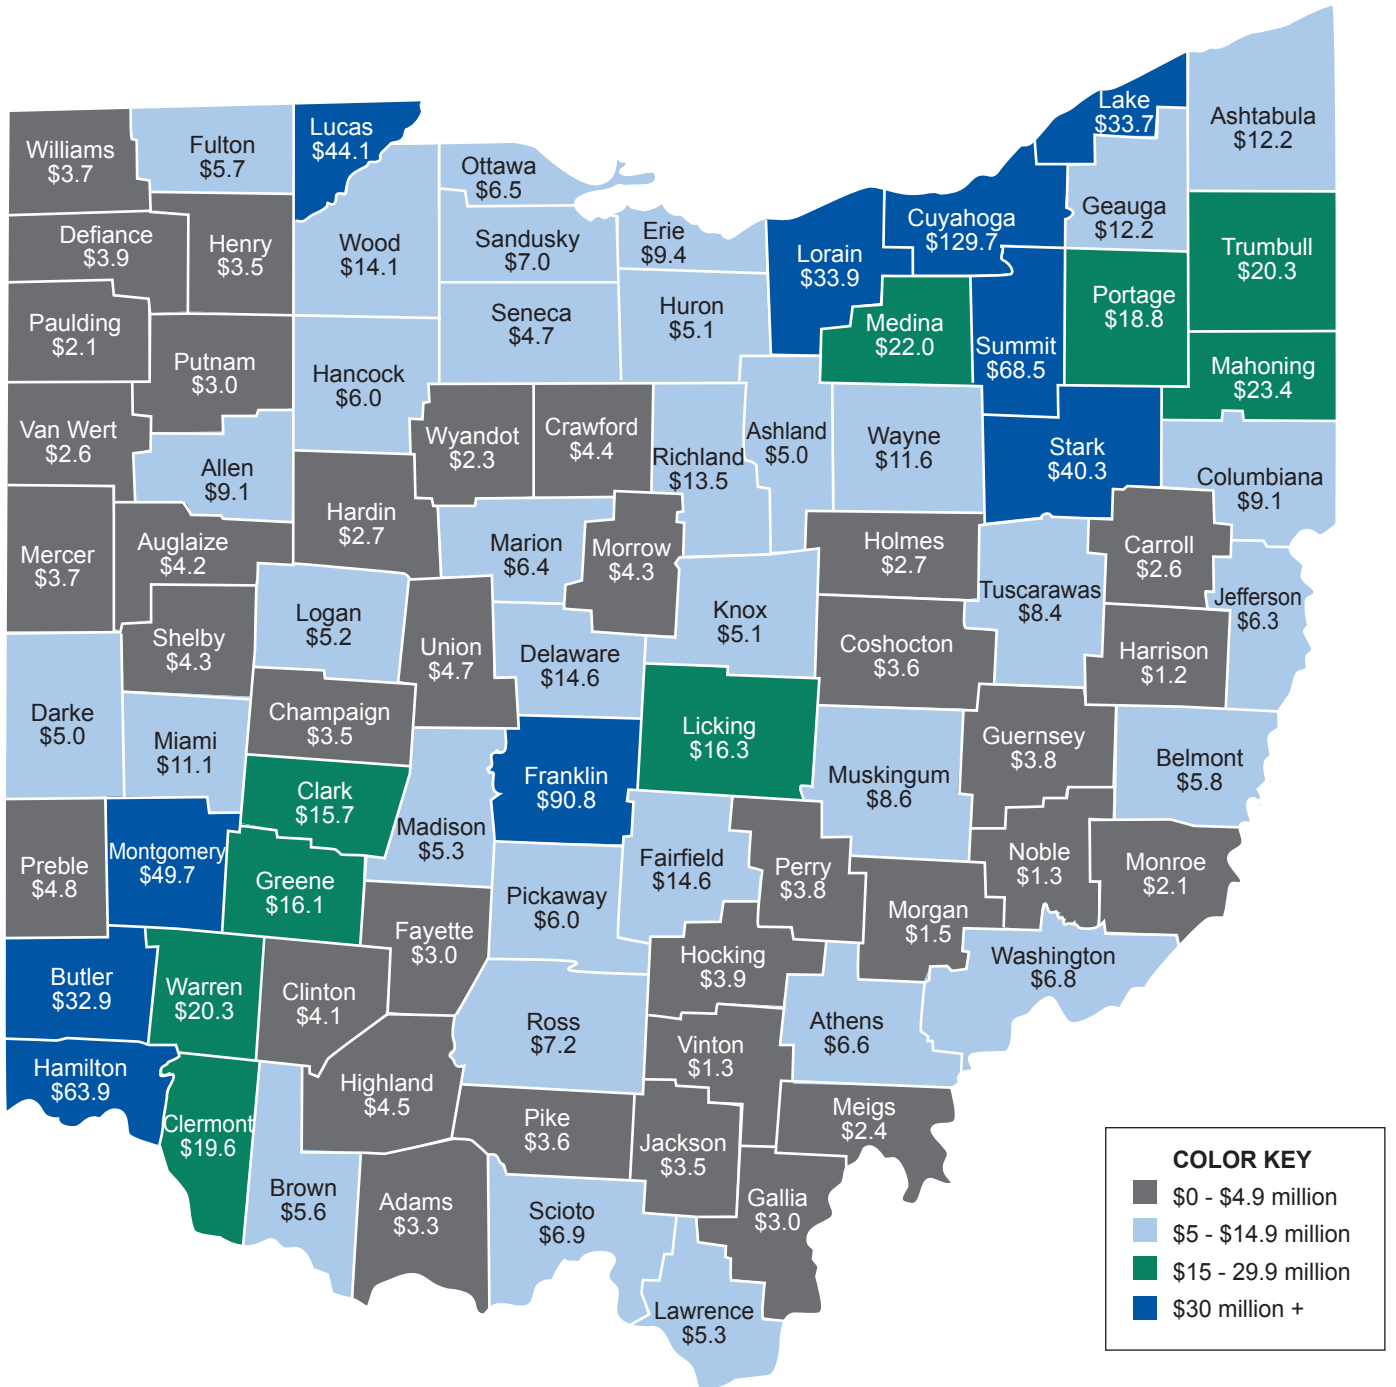 Lake
$33.7
Ashtabula
$12.2
Williams
$3.7
Fulton
$5.7
Lucas
$44.1
Ottawa
$6.5
Geauga
$12.2
Cuyahoga
$129.7
Defiance
$3.9
Henry
$3.5
Wood
$14.1
Sandusky
$7.0
Erie
$9.4
Lorain
$33.9
Trumbull
$20.3
Portage
$18.8
Paulding
$2.1
Seneca
$4.7
Huron
$5.1
Medina
$22.0
Summit
$68.5
Mahoning
$23.4
Putnam
$3.0
Hancock
$6.0
Van Wert
$2.6
Wyandot
$2.3
Crawford
$4.4
Richland
$13.5
Ashland
$5.0
Wayne
$11.6
Stark
$40.3
Columbiana
$9.1
Allen
$9.1
Hardin
$2.7
Mercer
$3.7
Auglaize
$4.2
Marion
$6.4
Morrow
$4.3
Holmes
$2.7
Carroll
$2.6
Tuscarawas
$8.4
Jefferson
$6.3
Logan
$5.2
Knox
$5.1
Shelby
$4.3
Union
$4.7
Delaware
$14.6
Coshocton
$3.6
Harrison
$1.2
Darke
$5.0
Miami
$11.1
Champaign
$3.5
Licking
$16.3
Guernsey
$3.8
Belmont
$5.8
Clark
$15.7
Franklin
$90.8
Muskingum
$8.6
Madison
$5.3
Preble
$4.8
Montgomery
$49.7
Greene
$16.1
Fairfield
$14.6
Perry
$3.8
Noble
$1.3
Monroe
$2.1
Pickaway
$6.0
Morgan
$1.5
Fayette
$3.0
Hocking
$3.9
Washington
$6.8
Butler
$32.9
Warren
$20.3
Clinton
$4.1
Ross
$7.2
Vinton
$1.3
Athens
$6.6
Hamilton
$63.9
Highland
$4.5
Clermont
$19.6
Pike
$3.6
Jackson
$3.5
Meigs
$2.4
Brown
$5.6
Adams
$3.3
Scioto
$6.9
Gallia
$3.0
Lawrence
$5.3
COLOR KEY
$0 - $4.9 million
$5 - $14.9 million
$15 - 29.9 million
$30 million +